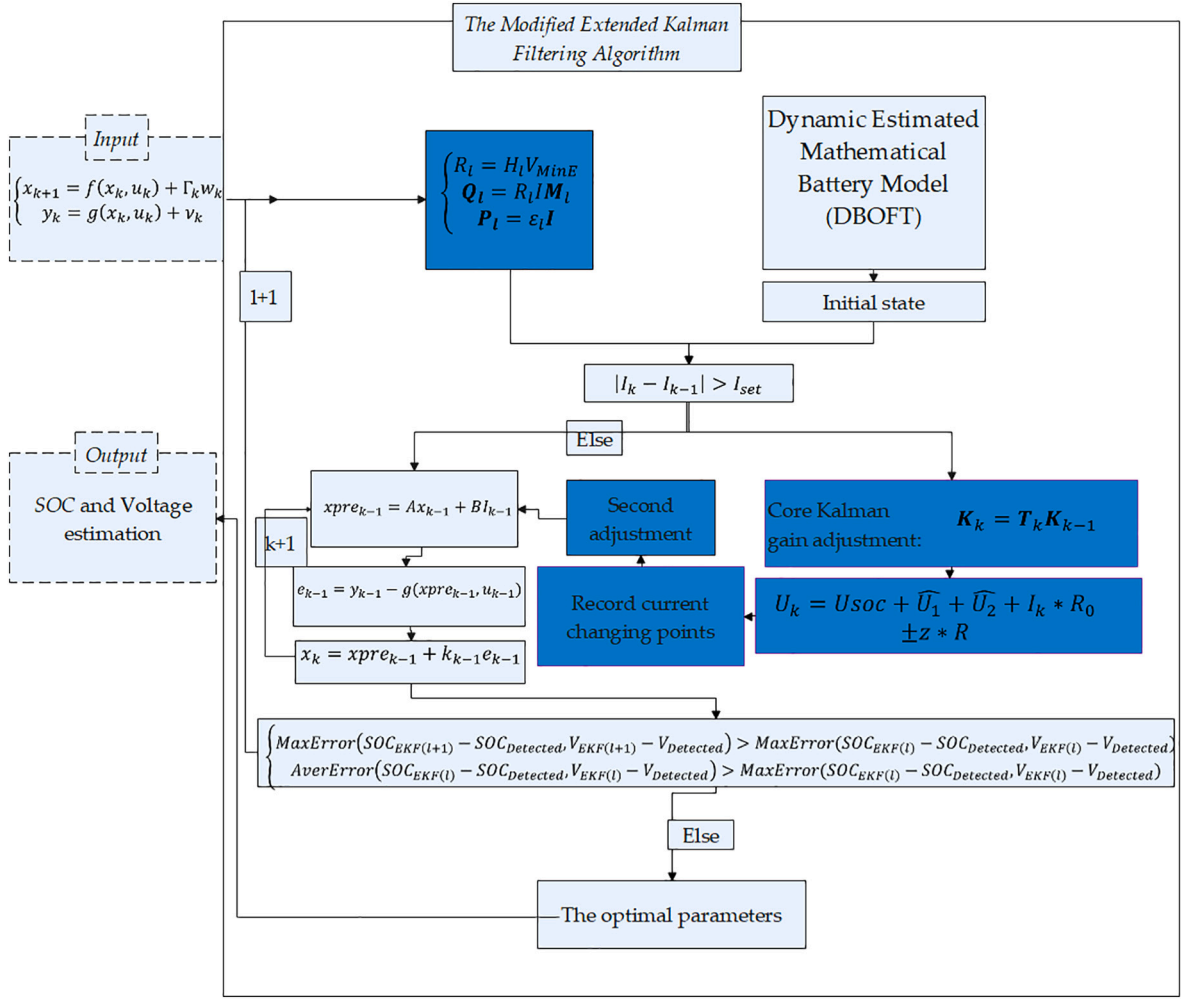 The Modified Extended Kalman
Filtering Algorithm
Input
{x_{k+1} = f(x_k, u_k) + Γ_k w_k
y_k = g(x_k, u_k) + v_k
{R_l = H_l V_{MinE}
Q_l = R_l I M_l
P_l = ε_l I
Dynamic Estimated
Mathematical
Battery Model
(DBOFT)
l+1
Initial state
|I_k − I_{k−1}| > I_{set}
Else
Output
SOC and Voltage
estimation
xpre_{k−1} = Ax_{k−1} + BI_{k−1}
Second
adjustment
Core Kalman
gain adjustment:
K_k = T_k K_{k−1}
k+1
e_{k−1} = y_{k−1} − g(xpre_{k−1}, u_{k−1})
Record current
changing points
U_k = Usoc + \widehat{U_1} + \widehat{U_2} + I_k * R_0
±z * R
x_k = xpre_{k−1} + k_{k−1}e_{k−1}
{MaxError(SOC_{EKF(l+1)} − SOC_{Detected}, V_{EKF(l+1)} − V_{Detected}) > MaxError(SOC_{EKF(l)} − SOC_{Detected}, V_{EKF(l)} − V_{Detected})
AverError(SOC_{EKF(l)} − SOC_{Detected}, V_{EKF(l)} − V_{Detected}) > MaxError(SOC_{EKF(l)} − SOC_{Detected}, V_{EKF(l)} − V_{Detected})
Else
The optimal parameters